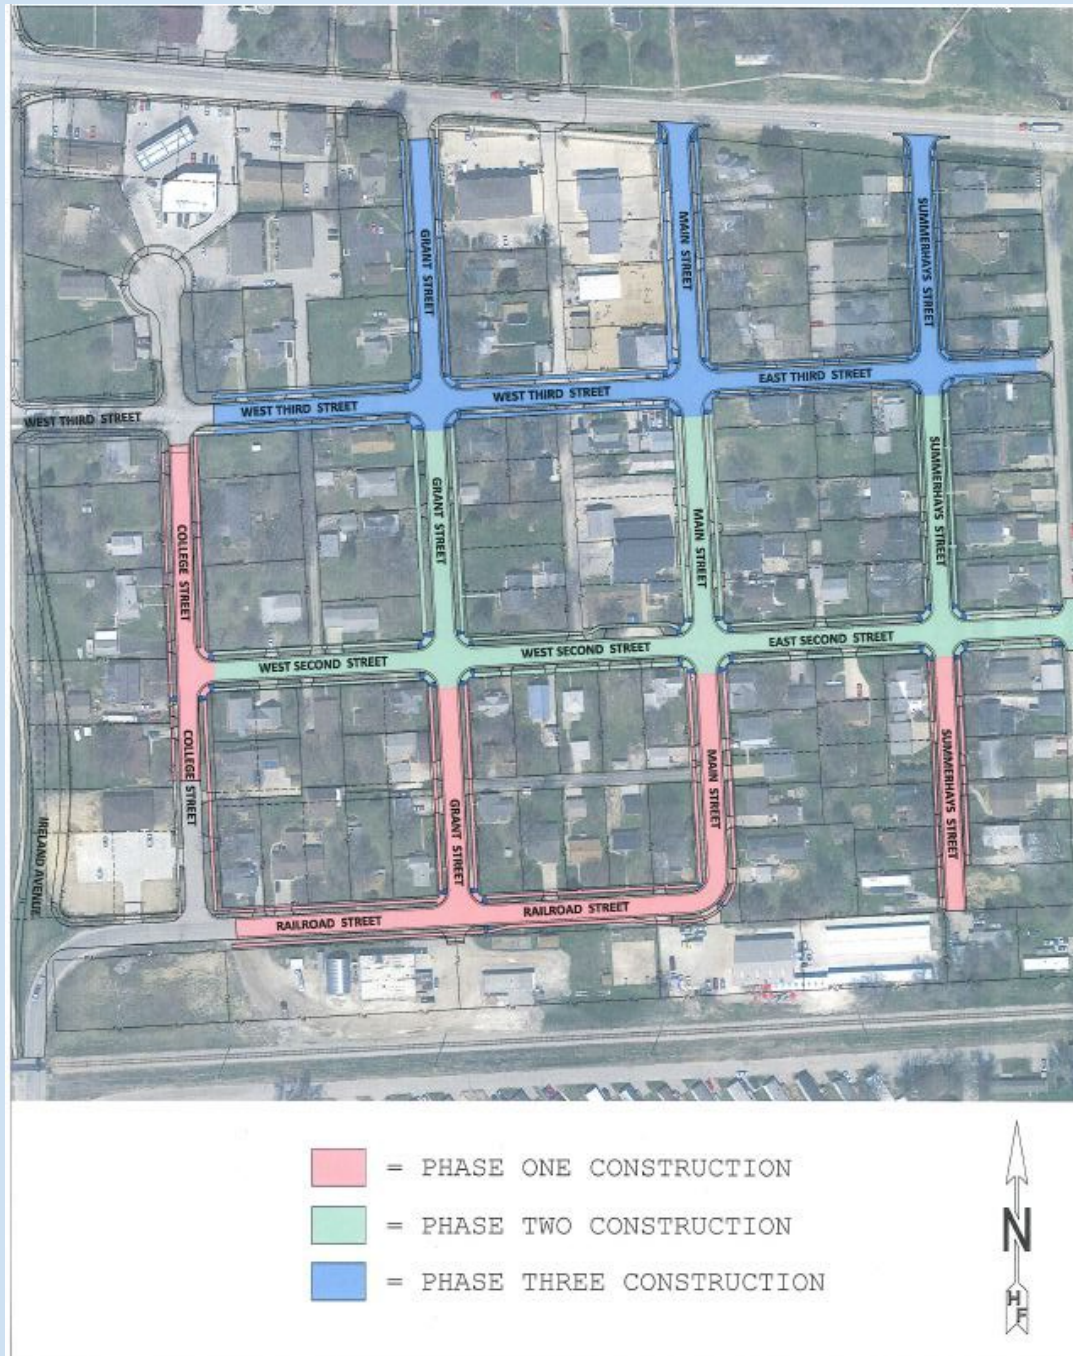 GRANT STREET
MAIN STREET
SUMMERHAYS STREET
WEST THIRD STREET
WEST THIRD STREET
WEST THIRD STREET
EAST THIRD STREET
COLLEGE STREET
GRANT STREET
MAIN STREET
SUMMERHAYS STREET
WEST SECOND STREET
WEST SECOND STREET
EAST SECOND STREET
COLLEGE STREET
GRANT STREET
MAIN STREET
SUMMERHAYS STREET
IRELAND AVENUE
RAILROAD STREET
RAILROAD STREET
= PHASE ONE CONSTRUCTION
= PHASE TWO CONSTRUCTION
= PHASE THREE CONSTRUCTION
N
H
F